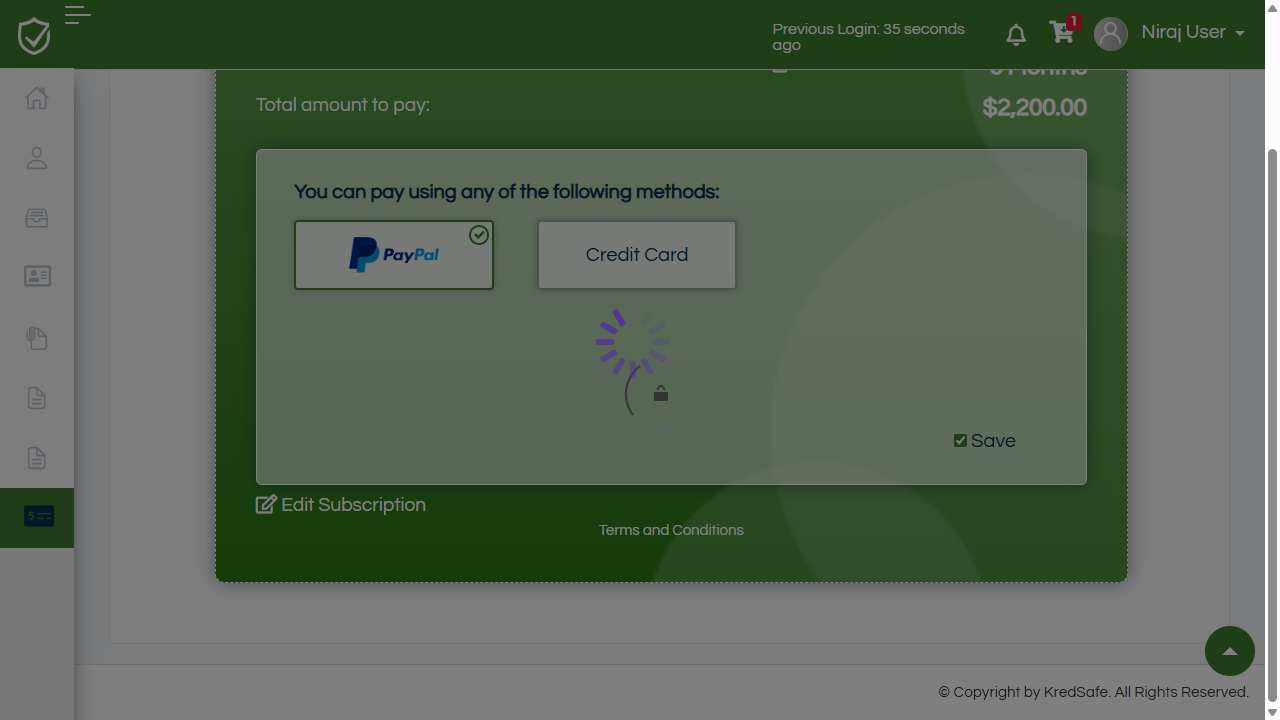 Previous Login: 35 seconds
ago
1
Niraj User
Total amount to pay:
$2,200.00
You can pay using any of the following methods:
PayPal
Credit Card
Save
Edit Subscription
Terms and Conditions
© Copyright by KredSafe. All Rights Reserved.